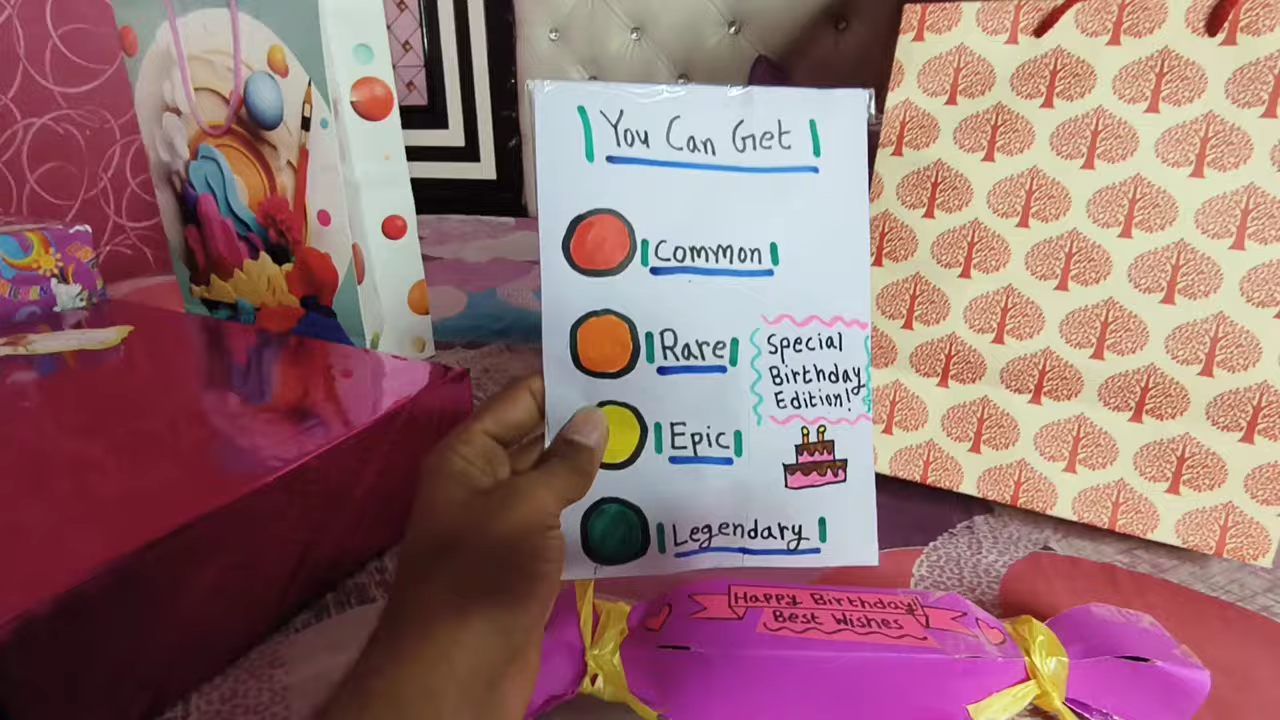 You Can Get
Common
Rare
Special
Birthday
Edition!
Epic
Legendary
Happy Birthday!
Best Wishes